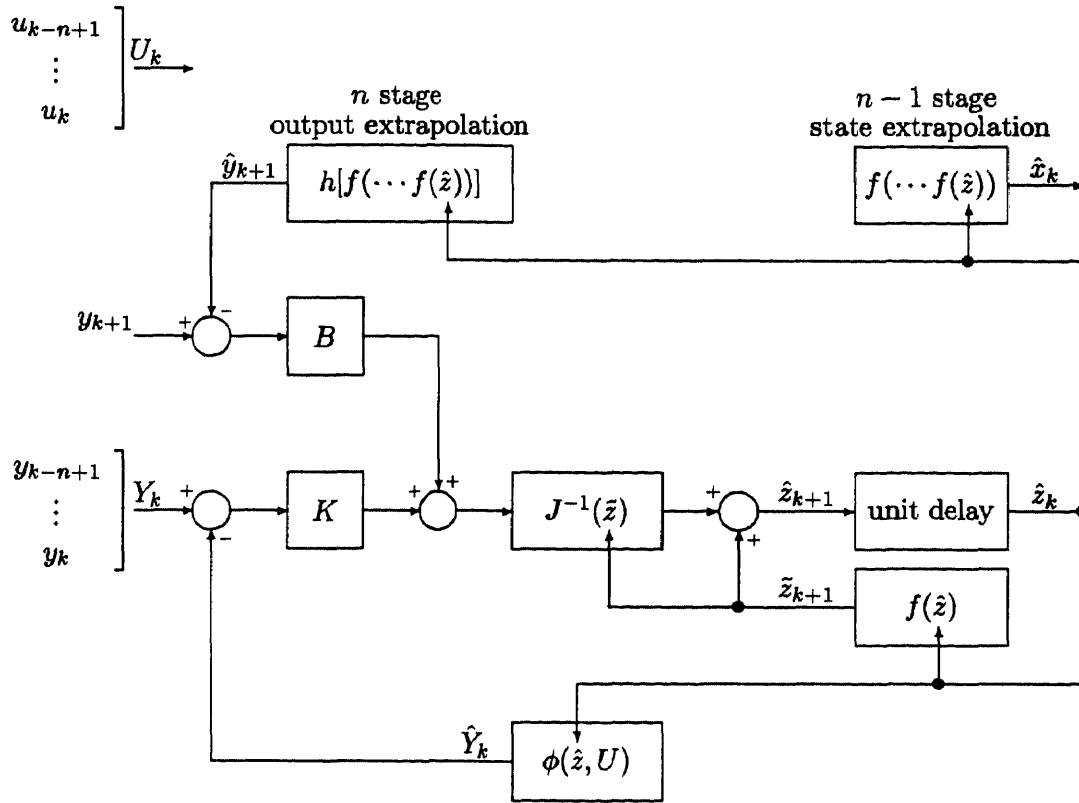 u_{k-n+1}
⋮
u_k
U_k
n stage
output extrapolation
n − 1 stage
state extrapolation
ŷ_{k+1}
h[f(⋯ f(ẑ))]
f(⋯ f(ẑ))
x̂_k
y_{k+1}
+
−
B
y_{k-n+1}
⋮
y_k
Y_k
+
−
K
+
+
J^{-1}(z̃)
+
+
ẑ_{k+1}
unit delay
ẑ_k
z̃_{k+1}
f(ẑ)
Ŷ_k
ϕ(ẑ, U)